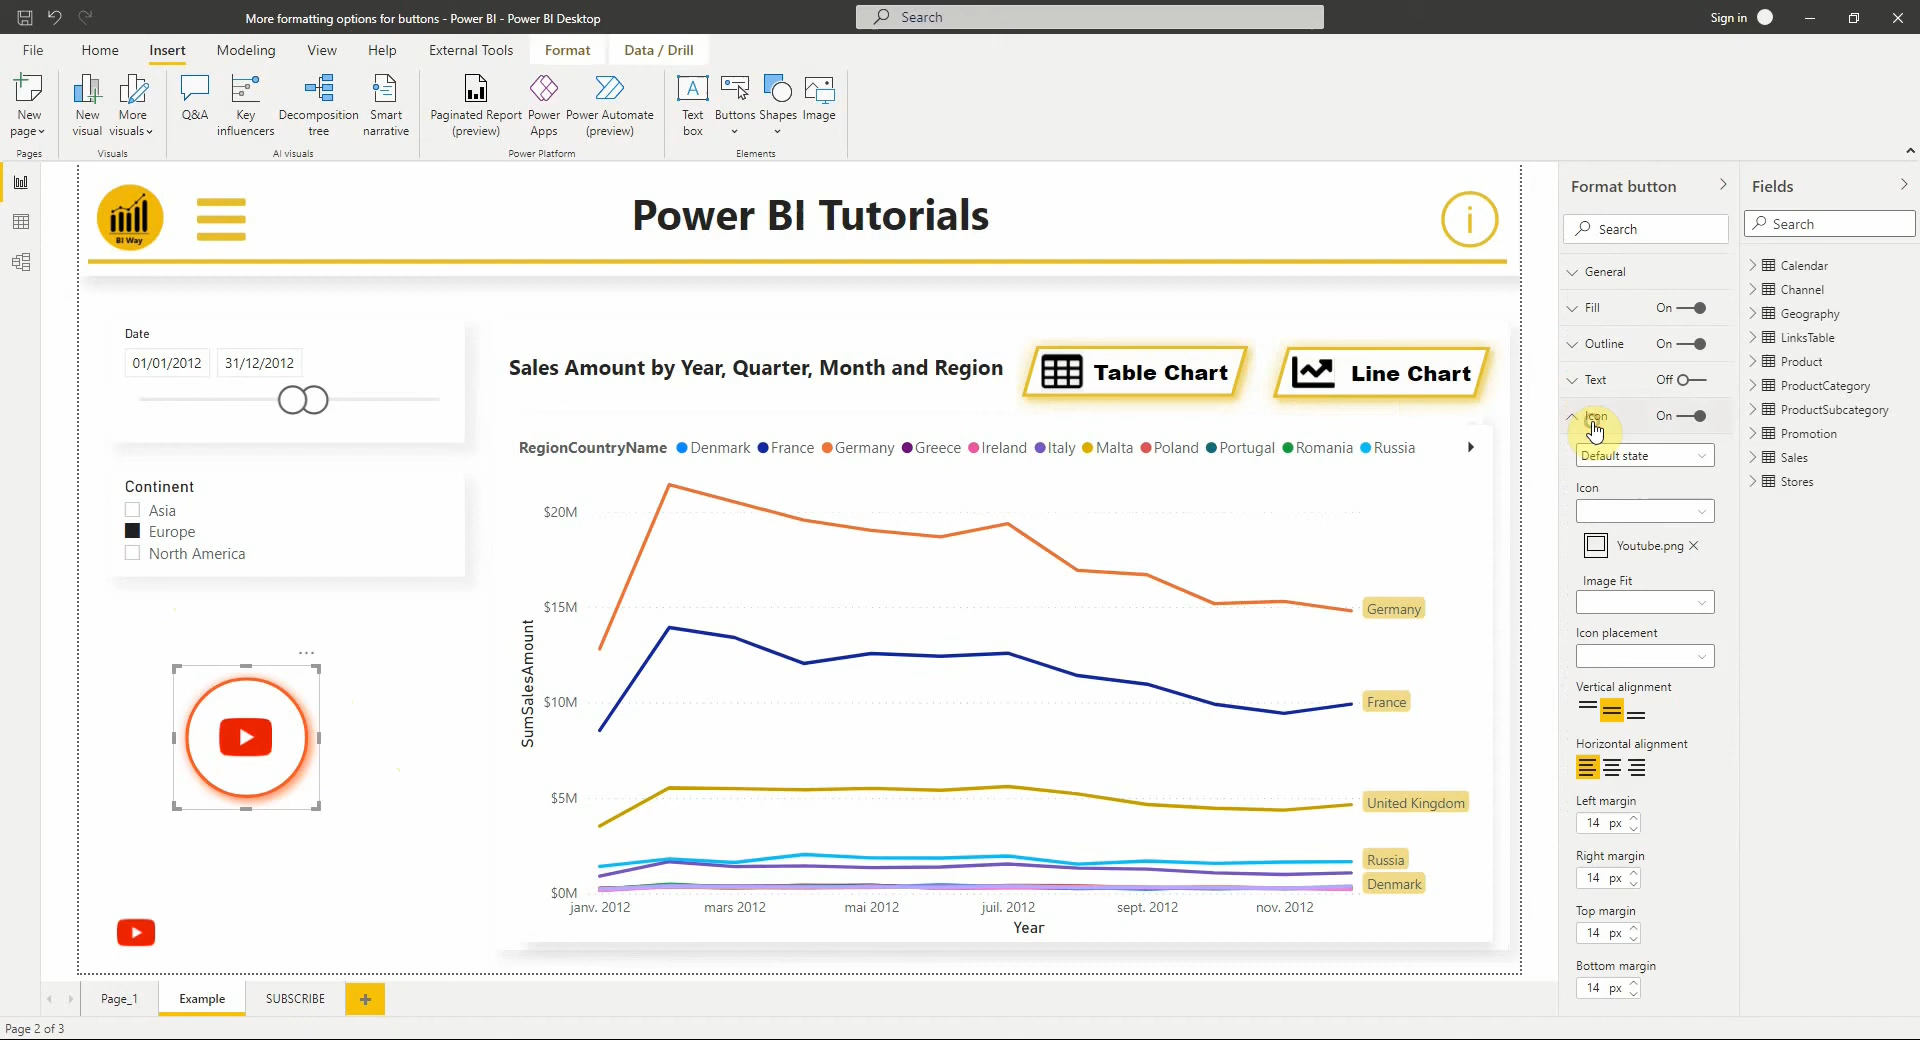 More formatting options for buttons - Power BI - Power BI Desktop
Search
Sign in
File Home Insert Modeling View Help External Tools Format Data / Drill
New page
Pages
New visual
More visuals
Visuals
Q&A
Key influencers
Decomposition tree
Smart narrative
AI visuals
Paginated Report (preview)
Power Apps
Power Automate (preview)
Power Platform
Text box
Buttons
Shapes
Image
Elements
BI Way
Power BI Tutorials
i
Date
01/01/2012 31/12/2012
Continent
Asia
Europe
North America
Sales Amount by Year, Quarter, Month and Region
Table Chart
Line Chart
RegionCountryName Denmark France Germany Greece Ireland Italy Malta Poland Portugal Romania Russia
SumSalesAmount
$20M
$15M
$10M
$5M
$0M
Germany
France
United Kingdom
Russia
Denmark
janv. 2012 mars 2012 mai 2012 juil. 2012 sept. 2012 nov. 2012
Year
Format button
Search
General
Fill On
Outline On
Text Off
Icon On
Default state
Icon
Youtube.png
Image Fit
Icon placement
Vertical alignment
Horizontal alignment
Left margin
14 px
Right margin
14 px
Top margin
14 px
Bottom margin
14 px
Fields
Search
Calendar
Channel
Geography
LinksTable
Product
ProductCategory
ProductSubcategory
Promotion
Sales
Stores
Page_1 Example SUBSCRIBE
Page 2 of 3